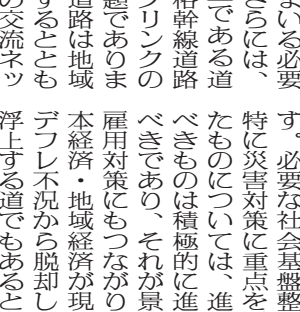 いる必要
さらには、
である道
格幹線道路
リンクの
題でありま
道路は地域
するととも
の交流ネッ
す。必要な社会基盤整
特に災害対策に重点を
たものについては、進
べきものは積極的に進
べきであり、それが景
雇用対策にもつながり
本経済・地域経済が現
デフレ不況から脱却し
浮上する道でもあると